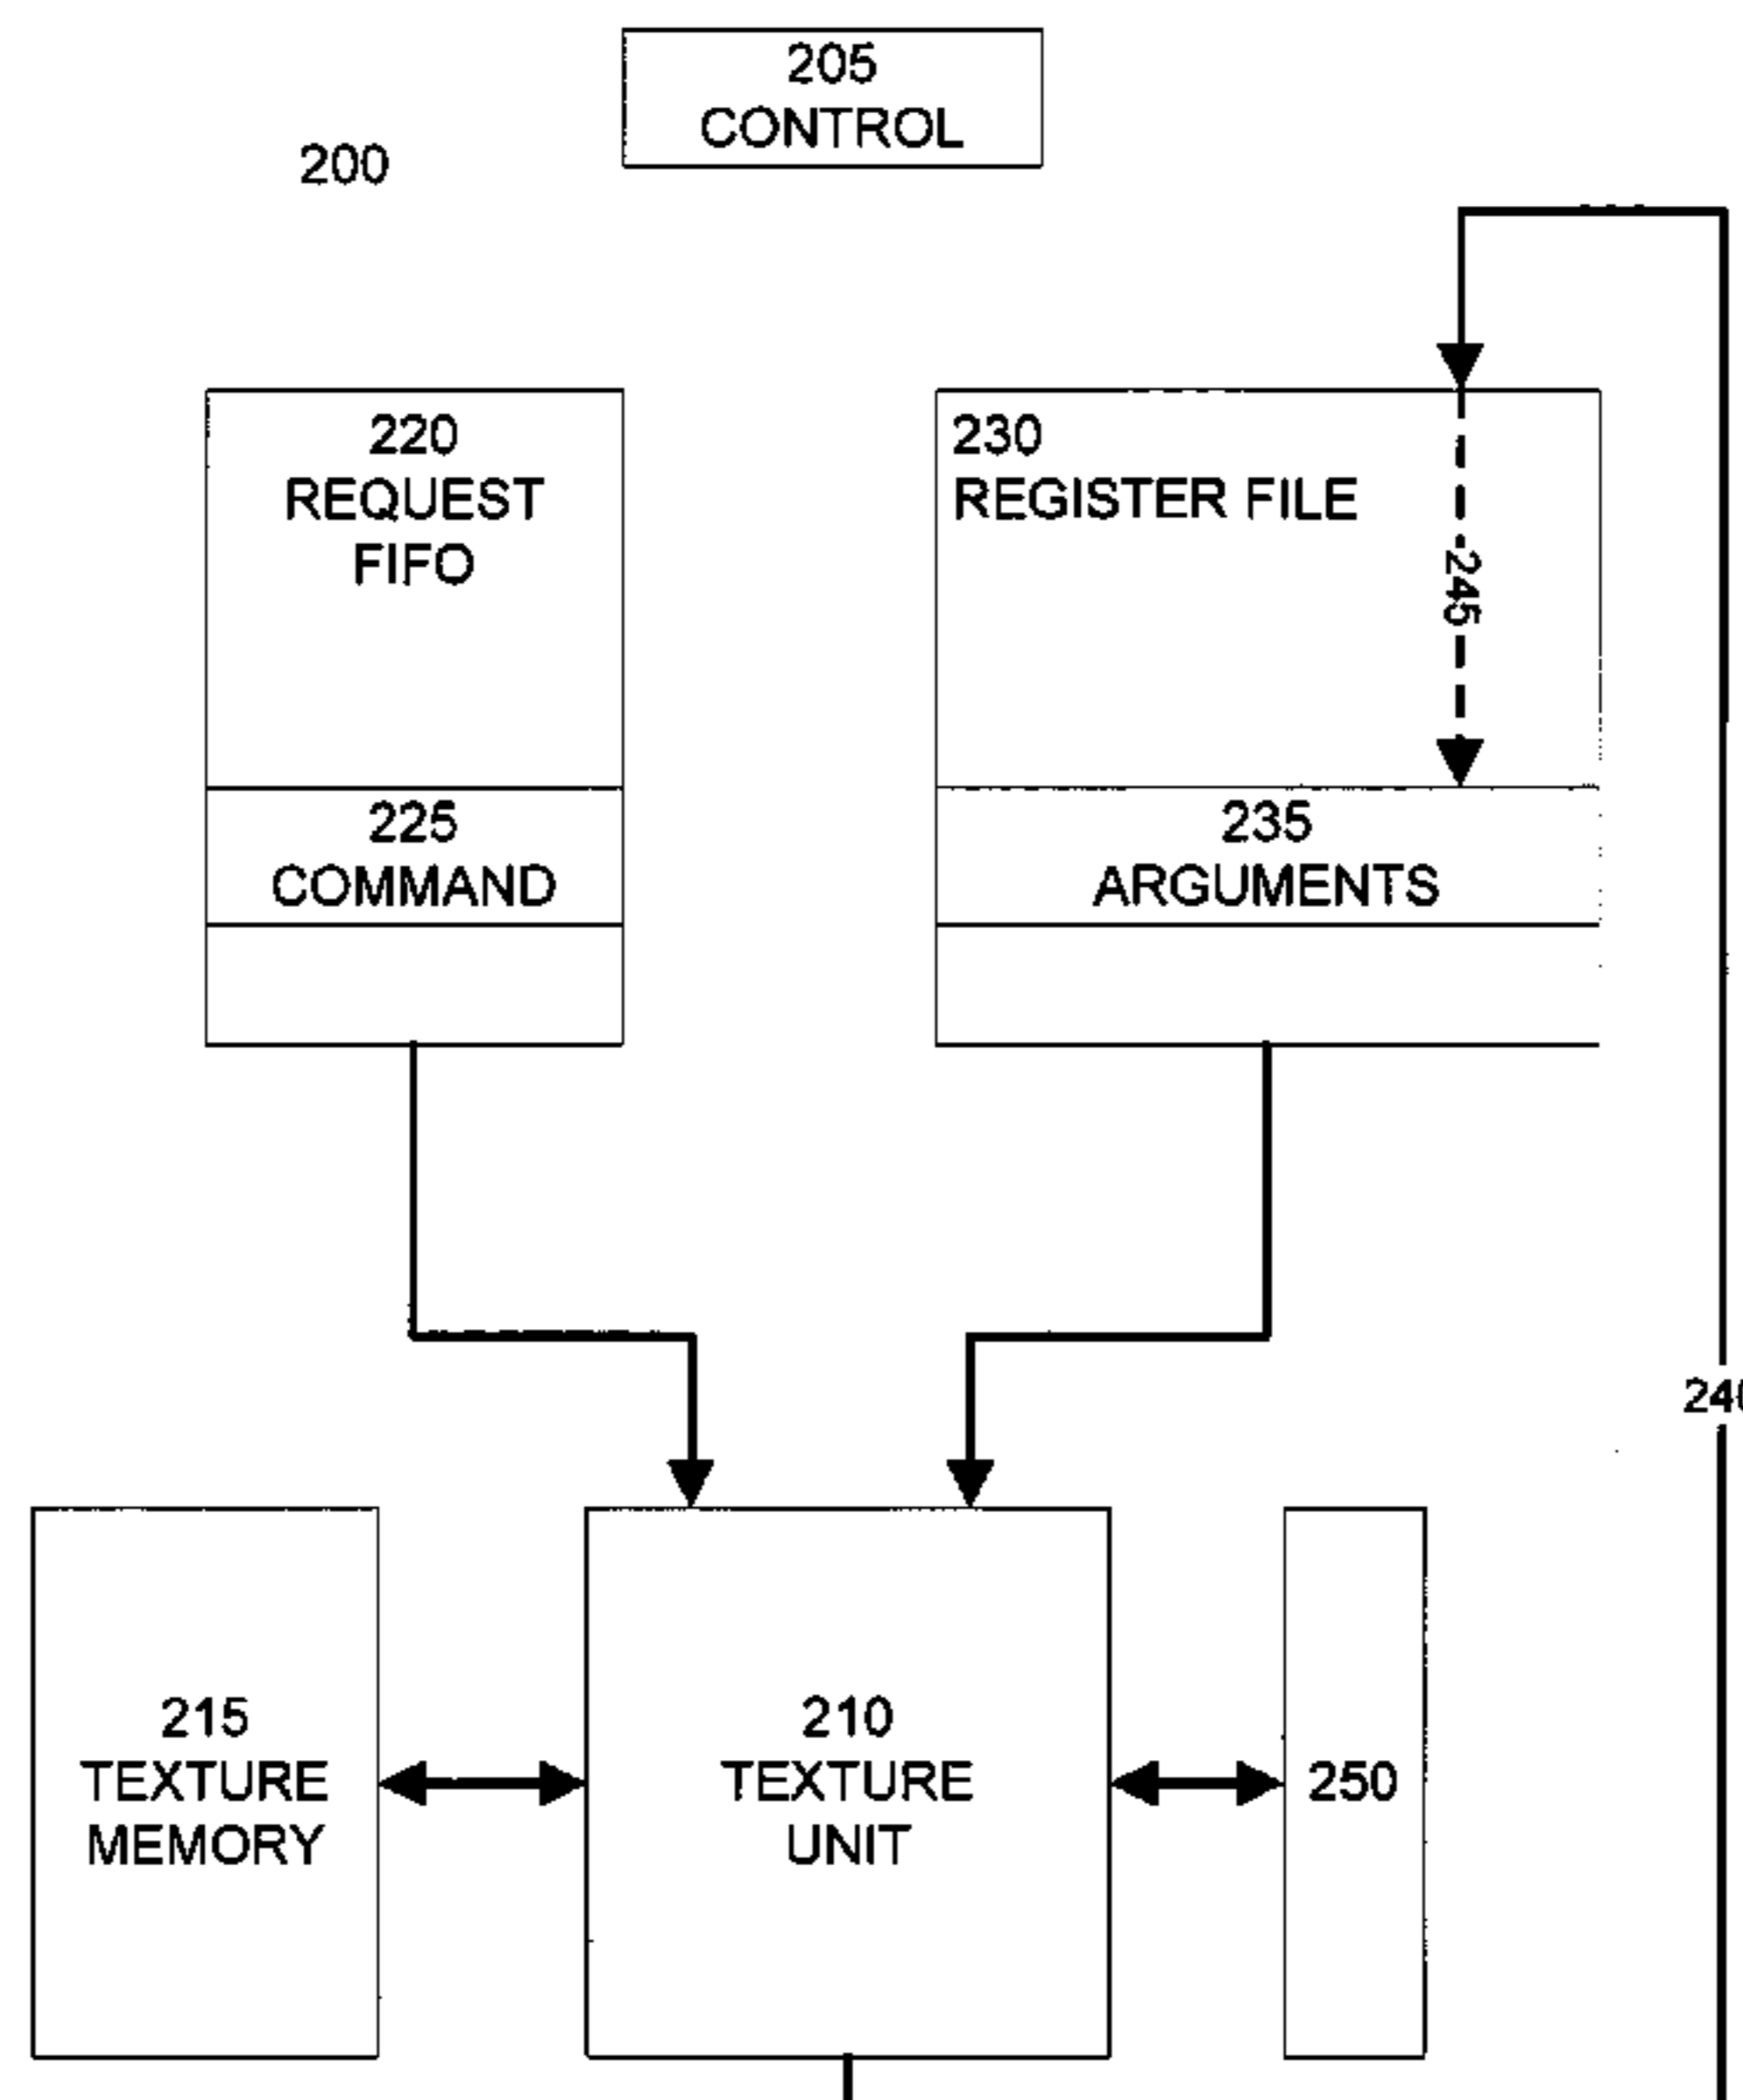 205
CONTROL
200
220
REQUEST
FIFO
230
REGISTER FILE
245
225
COMMAND
235
ARGUMENTS
240
215
TEXTURE
MEMORY
210
TEXTURE
UNIT
250